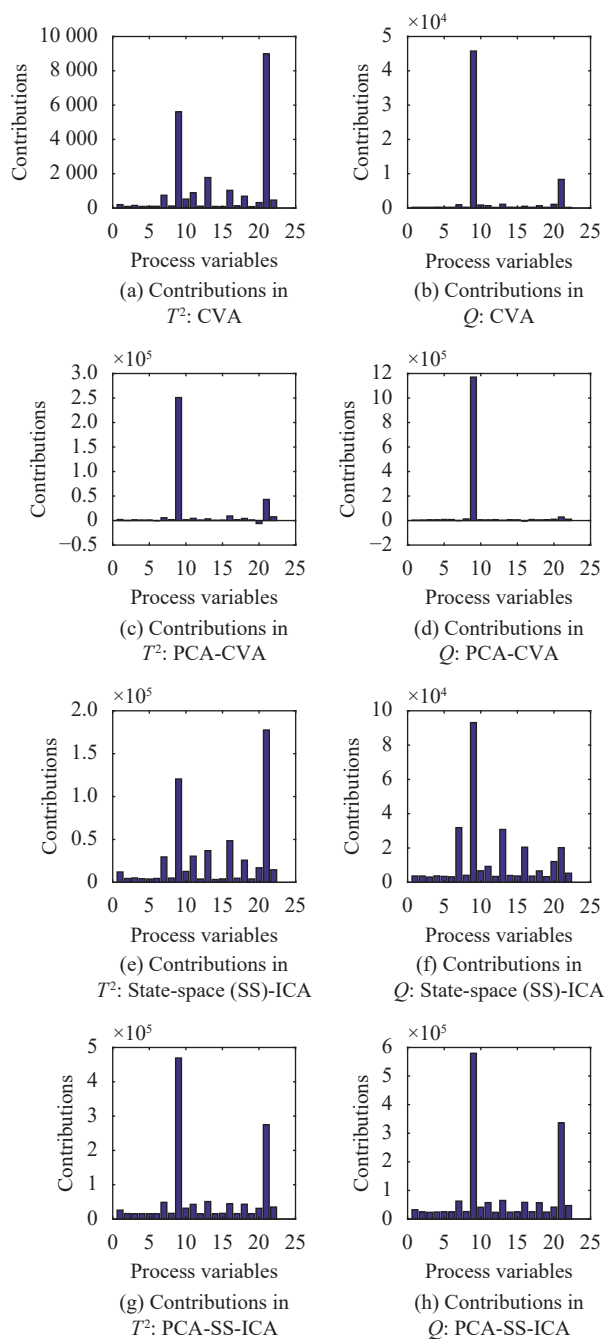 10 000
8 000
6 000
4 000
2 000
0
Contributions
0 5 10 15 20 25
Process variables
(a) Contributions in
T²: CVA
×10⁴
5
4
3
2
1
0
Contributions
0 5 10 15 20 25
Process variables
(b) Contributions in
Q: CVA
×10⁵
3.0
2.5
2.0
1.5
1.0
0.5
0
−0.5
Contributions
0 5 10 15 20 25
Process variables
(c) Contributions in
T²: PCA-CVA
×10⁵
12
10
8
6
4
2
0
−2
Contributions
0 5 10 15 20 25
Process variables
(d) Contributions in
Q: PCA-CVA
×10⁵
2.0
1.5
1.0
0.5
0
Contributions
0 5 10 15 20 25
Process variables
(e) Contributions in
T²: State-space (SS)-ICA
×10⁴
10
8
6
4
2
0
Contributions
0 5 10 15 20 25
Process variables
(f) Contributions in
Q: State-space (SS)-ICA
×10⁵
5
4
3
2
1
0
Contributions
0 5 10 15 20 25
Process variables
(g) Contributions in
T²: PCA-SS-ICA
×10⁵
6
5
4
3
2
1
0
Contributions
0 5 10 15 20 25
Process variables
(h) Contributions in
Q: PCA-SS-ICA